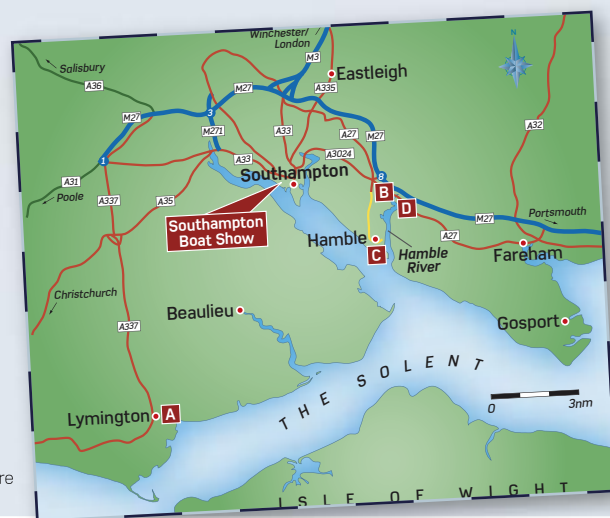 Winchester/
London
N
M3
Salisbury
Eastleigh
A36
M27
A335
M27
3
A32
M271
A33
A27
M27
A33
A3024
1
Southampton
8
A31
B
Poole
A337
A35
D
Southampton
Boat Show
M27
Portsmouth
Hamble
A27
C
Hamble
River
Fareham
Christchurch
Beaulieu
A337
Gosport
THE SOLENT
0
3nm
Lymington
A
re
ISLE OF WIGHT